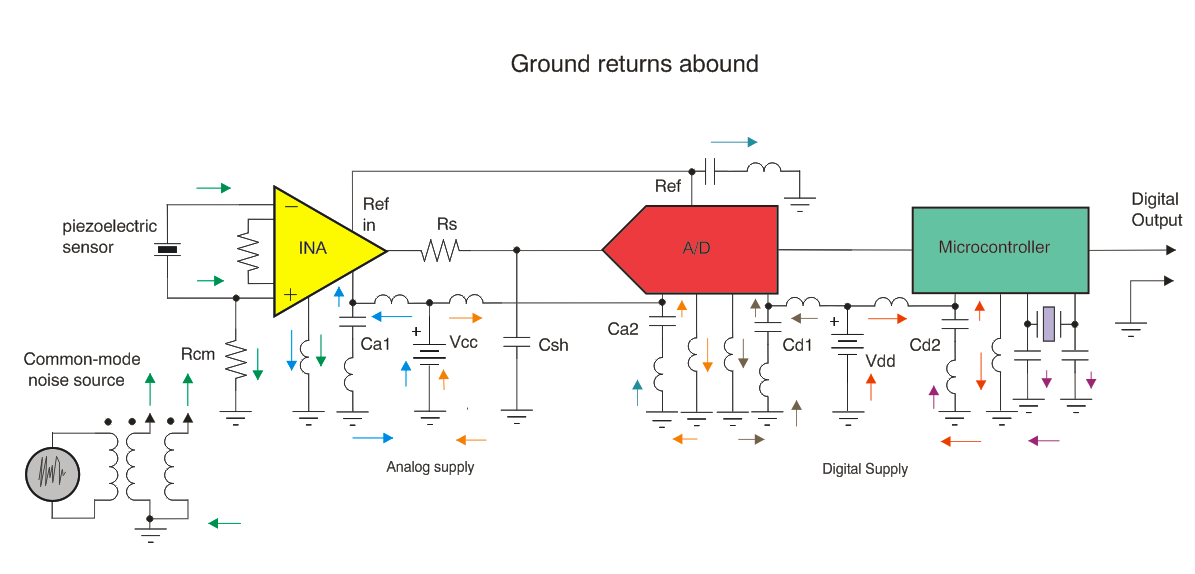 Ground returns abound
Ref
Ref
in
Rs
piezoelectric
sensor
−
INA
+
A/D
Microcontroller
Digital
Output
Rcm
Ca1
+
Vcc
Csh
Ca2
Cd1
+
Vdd
Cd2
Common-mode
noise source
Analog supply
Digital Supply